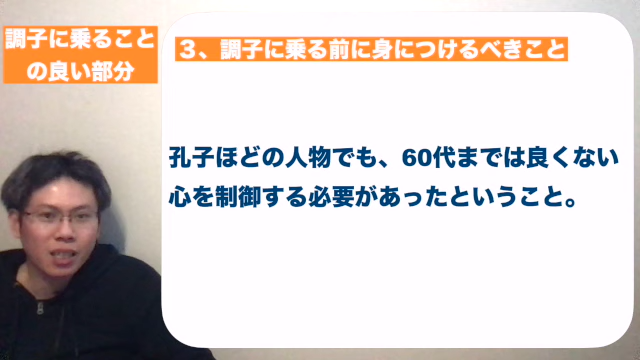 調子に乗ること
の良い部分
３、調子に乗る前に身につけるべきこと
孔子ほどの人物でも、60代までは良くない
心を制御する必要があったということ。